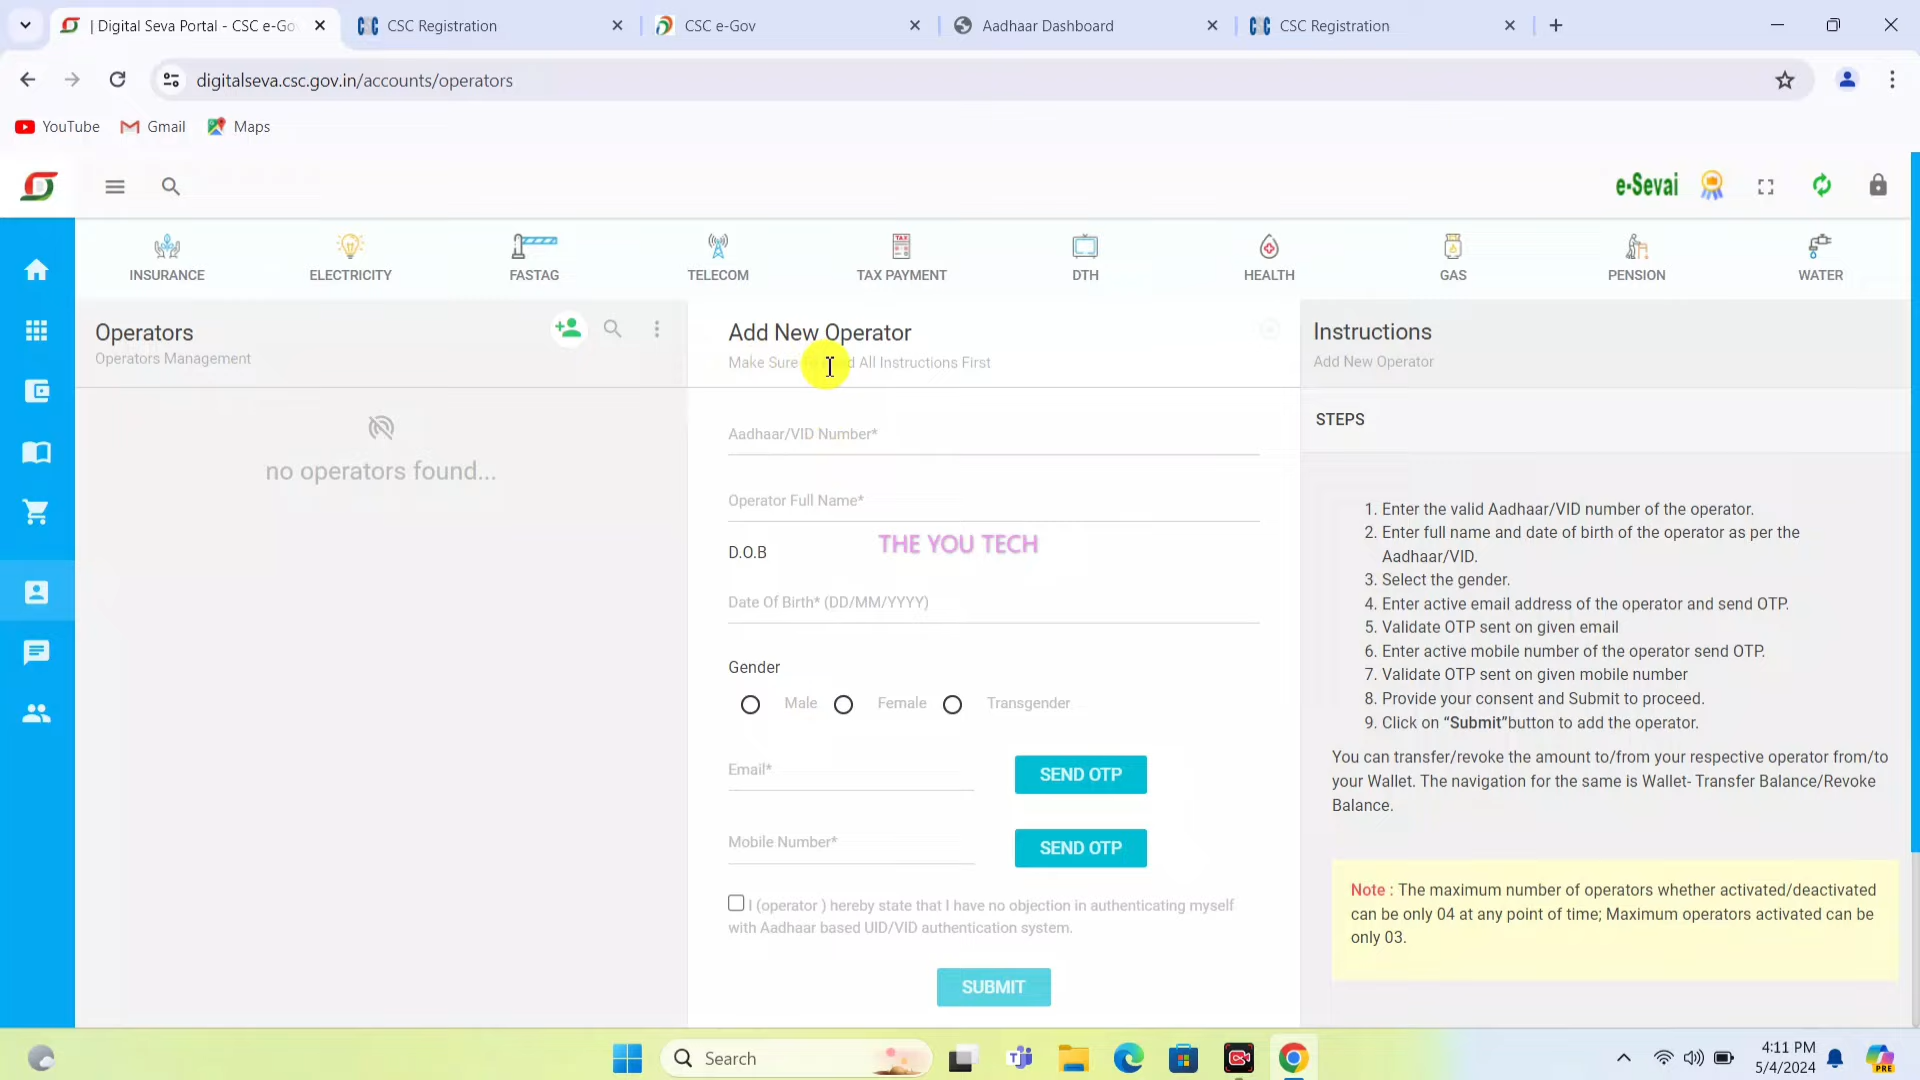 | Digital Seva Portal - CSC e-Go
CSC Registration
CSC e-Gov
Aadhaar Dashboard
CSC Registration
digitalseva.csc.gov.in/accounts/operators
YouTube
Gmail
Maps
e-Sevai
INSURANCE
ELECTRICITY
FASTAG
TELECOM
TAX PAYMENT
DTH
HEALTH
GAS
PENSION
WATER
Operators
Operators Management
no operators found...
Add New Operator
Make Sure d All Instructions First
Aadhaar/VID Number*
Operator Full Name*
THE YOU TECH
D.O.B
Date Of Birth* (DD/MM/YYYY)
Gender
Male
Female
Transgender
Email*
SEND OTP
Mobile Number*
SEND OTP
I (operator ) hereby state that I have no objection in authenticating myself
with Aadhaar based UID/VID authentication system.
SUBMIT
Instructions
Add New Operator
STEPS
1. Enter the valid Aadhaar/VID number of the operator.
2. Enter full name and date of birth of the operator as per the
Aadhaar/VID.
3. Select the gender.
4. Enter active email address of the operator and send OTP.
5. Validate OTP sent on given email
6. Enter active mobile number of the operator send OTP.
7. Validate OTP sent on given mobile number
8. Provide your consent and Submit to proceed.
9. Click on “Submit”button to add the operator.
You can transfer/revoke the amount to/from your respective operator from/to
your Wallet. The navigation for the same is Wallet- Transfer Balance/Revoke
Balance.
Note : The maximum number of operators whether activated/deactivated
can be only 04 at any point of time; Maximum operators activated can be
only 03.
Search
4:11 PM
5/4/2024
PRE